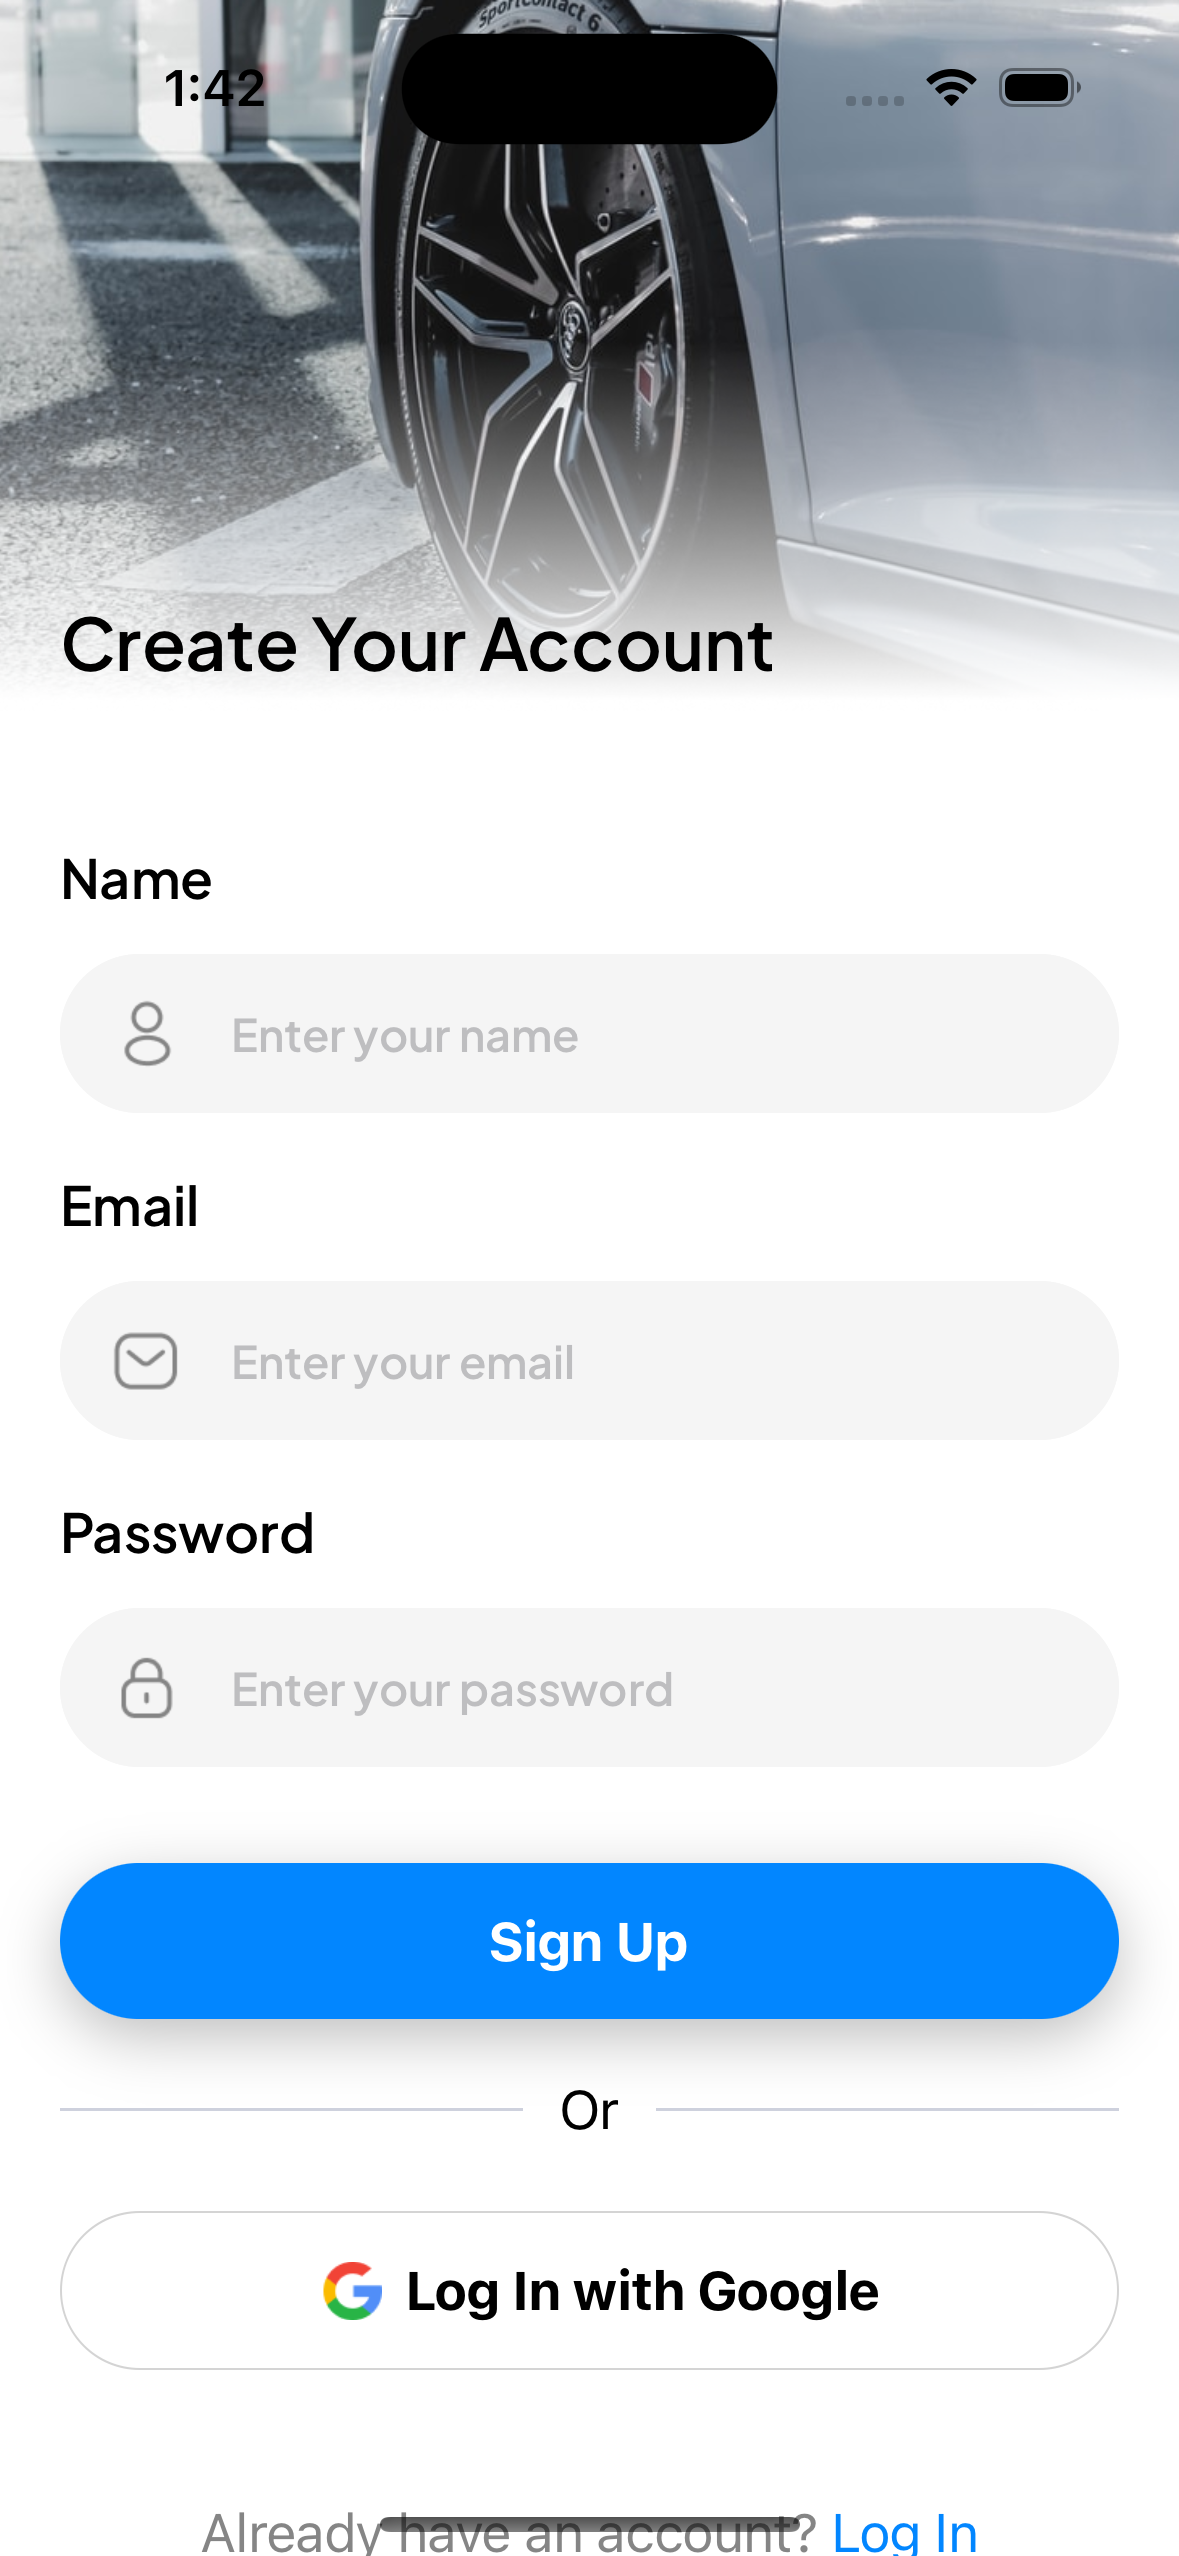 SportContact 6
1:42
Create Your Account
Name
Enter your name
Email
Enter your email
Password
Enter your password
Sign Up
Or
Log In with Google
Already have an account? Log In